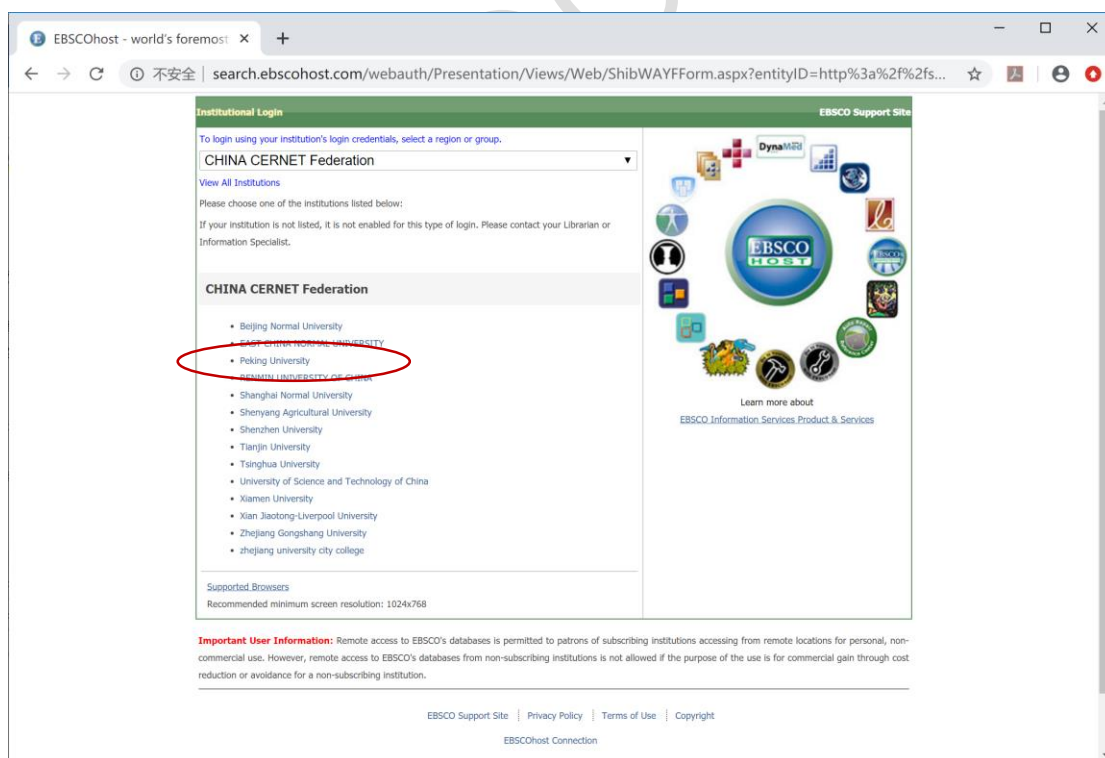 EBSCOhost - world's foremost
不安全 | search.ebscohost.com/webauth/Presentation/Views/Web/ShibWAYFForm.aspx?entityID=http%3a%2f%2fs...
Institutional Login
EBSCO Support Site
To login using your institution's login credentials, select a region or group.
CHINA CERNET Federation
View All Institutions
Please choose one of the institutions listed below:
If your institution is not listed, it is not enabled for this type of login. Please contact your Librarian or
Information Specialist.
CHINA CERNET Federation
• Beijing Normal University
• EAST CHINA NORMAL UNIVERSITY
• Peking University
• RENMIN UNIVERSITY OF CHINA
• Shanghai Normal University
• Shenyang Agricultural University
• Shenzhen University
• Tianjin University
• Tsinghua University
• University of Science and Technology of China
• Xiamen University
• Xian Jiaotong-Liverpool University
• Zhejiang Gongshang University
• zhejiang university city college
Supported Browsers
Recommended minimum screen resolution: 1024x768
DynaMed
EBSCO
HOST
Learn more about
EBSCO Information Services Product & Services
Important User Information: Remote access to EBSCO's databases is permitted to patrons of subscribing institutions accessing from remote locations for personal, non-
commercial use. However, remote access to EBSCO's databases from non-subscribing institutions is not allowed if the purpose of the use is for commercial gain through cost
reduction or avoidance for a non-subscribing institution.
EBSCO Support Site | Privacy Policy | Terms of Use | Copyright
EBSCOhost Connection